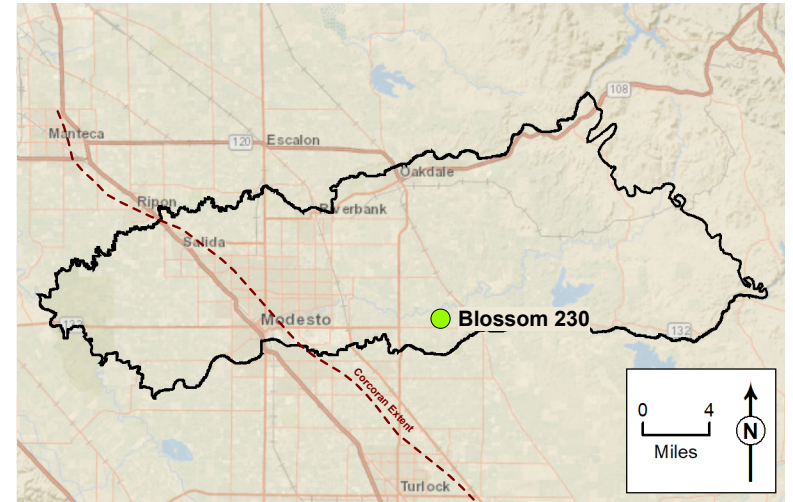 108
Manteca
120
Escalon
Oakdale
Ripon
Riverbank
Salida
132
Modesto
Blossom 230
132
Corcoran Extent
0 4
Miles
N
Turlock